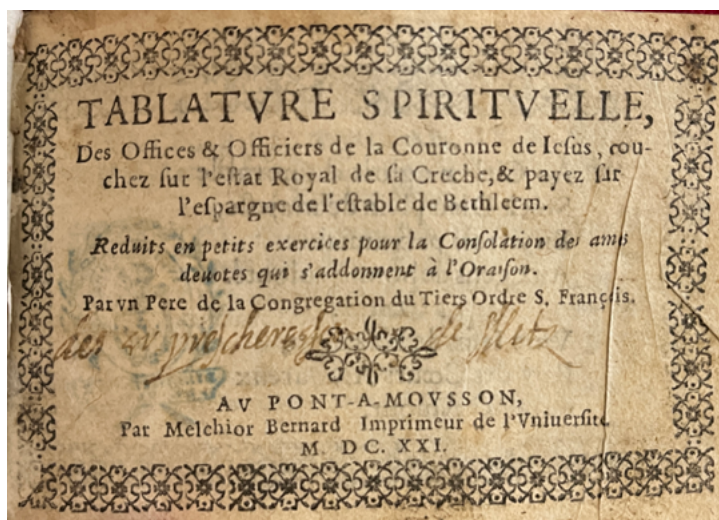 TABLATVRE SPIRITVELLE,
Des Offices & Officiers de la Couronne de Iesus, cou-
chez sur l'estat Royal de sa Creche, & payez sur
l'espargne de l'estable de Bethleem.
Reduits en petits exercices pour la Consolation des ames
deuotes qui s'addonnent à l'Oraison.
Par vn Pere de la Congregation du Tiers Ordre S. François.
des de Metz
AV PONT-A-MOVSSON,
Par Melchior Bernard Imprimeur de l'Vniuersité
M DC. XXI.